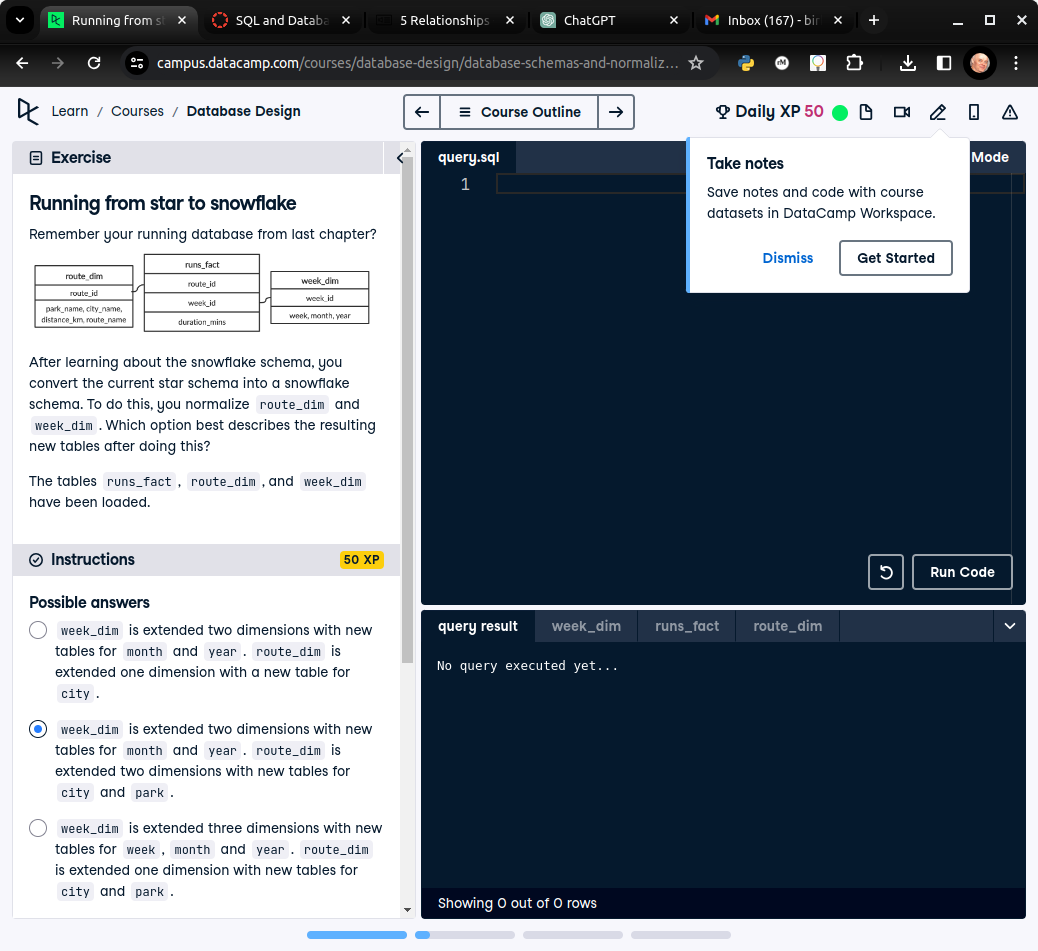 Running from s
SQL and Databa
5 Relationships
ChatGPT
Inbox (167) - bir
campus.datacamp.com/courses/database-design/database-schemas-and-normaliz...
Learn / Courses / Database Design
Course Outline
Daily XP 50
Exercise
Running from star to snowflake
Remember your running database from last chapter?
route_dim
route_id
park_name, city_name,
distance_km, route_name
runs_fact
route_id
week_id
duration_mins
week_dim
week_id
week, month, year
After learning about the snowflake schema, you
convert the current star schema into a snowflake
schema. To do this, you normalize route_dim and
week_dim. Which option best describes the resulting
new tables after doing this?
The tables runs_fact, route_dim, and week_dim
have been loaded.
Instructions
50 XP
Possible answers
week_dim is extended two dimensions with new
tables for month and year. route_dim is
extended one dimension with a new table for
city.
week_dim is extended two dimensions with new
tables for month and year. route_dim is
extended two dimensions with new tables for
city and park.
week_dim is extended three dimensions with new
tables for week, month and year. route_dim
is extended one dimension with new tables for
city and park.
query.sql
Mode
1
Take notes
Save notes and code with course
datasets in DataCamp Workspace.
Dismiss
Get Started
Run Code
query result
week_dim
runs_fact
route_dim
No query executed yet...
Showing 0 out of 0 rows